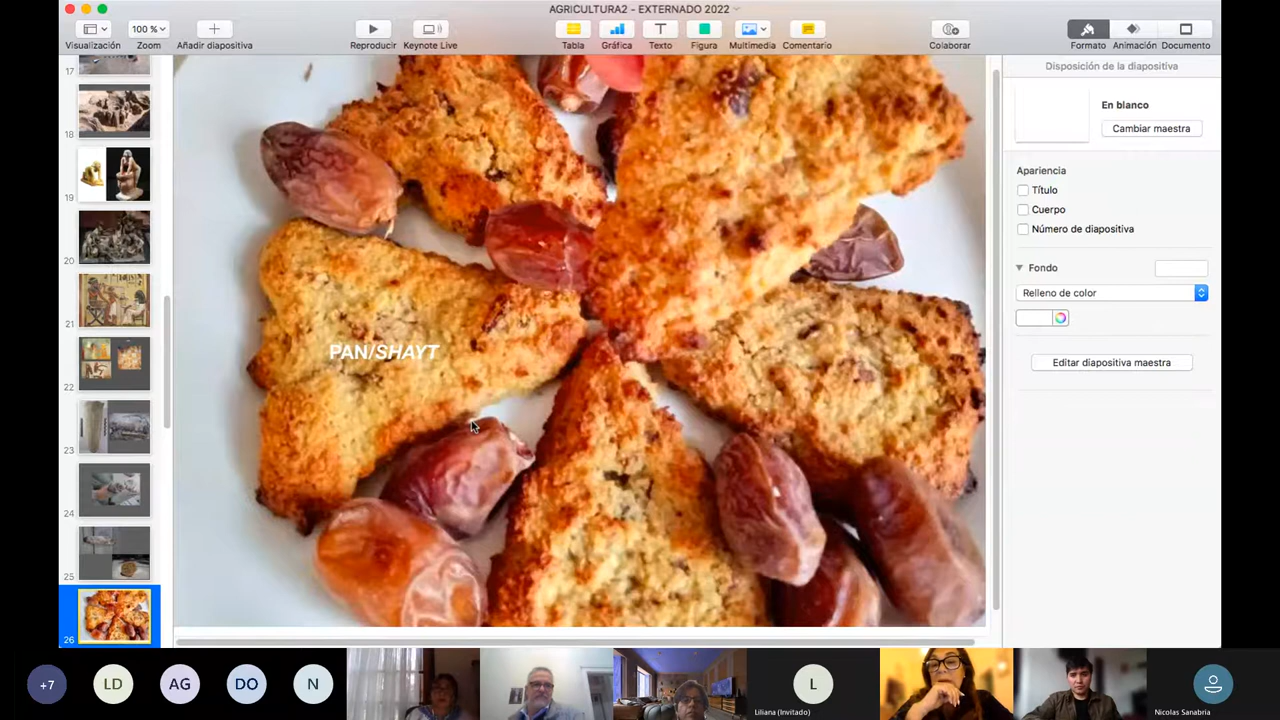 AGRICULTURA2 - EXTERNADO 2022
100 %
Visualización Zoom Añadir diapositiva Reproducir Keynote Live Tabla Gráfica Texto Figura Multimedia Comentario Colaborar Formato Animación Documento
Disposición de la diapositiva
En blanco
Cambiar maestra
Apariencia
Título
Cuerpo
Número de diapositiva
Fondo
Relleno de color
Editar diapositiva maestra
17
18
19
20
21
22
23
24
25
26
PAN/SHAYT
+7 LD AG DO N L
Liliana (Invitado) Nicolas Sanabria